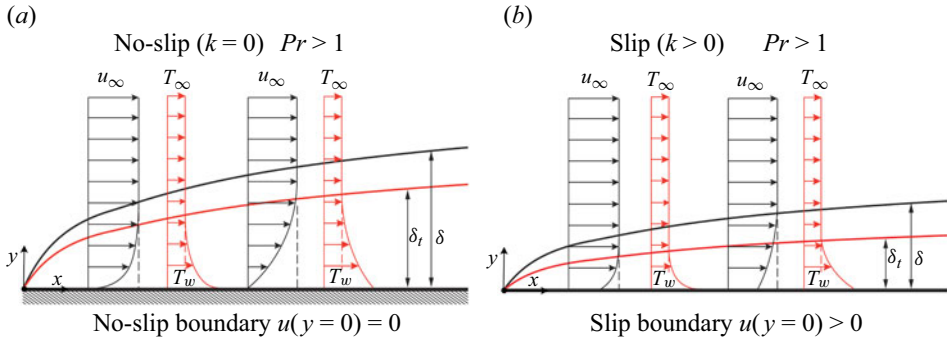 (a)
No-slip (k = 0) Pr > 1
u∞ T∞ u∞ T∞
δt δ
y
x
Tw Tw
No-slip boundary u(y = 0) = 0
(b)
Slip (k > 0) Pr > 1
u∞ T∞ u∞ T∞
δt δ
y
x
Tw Tw
Slip boundary u(y = 0) > 0